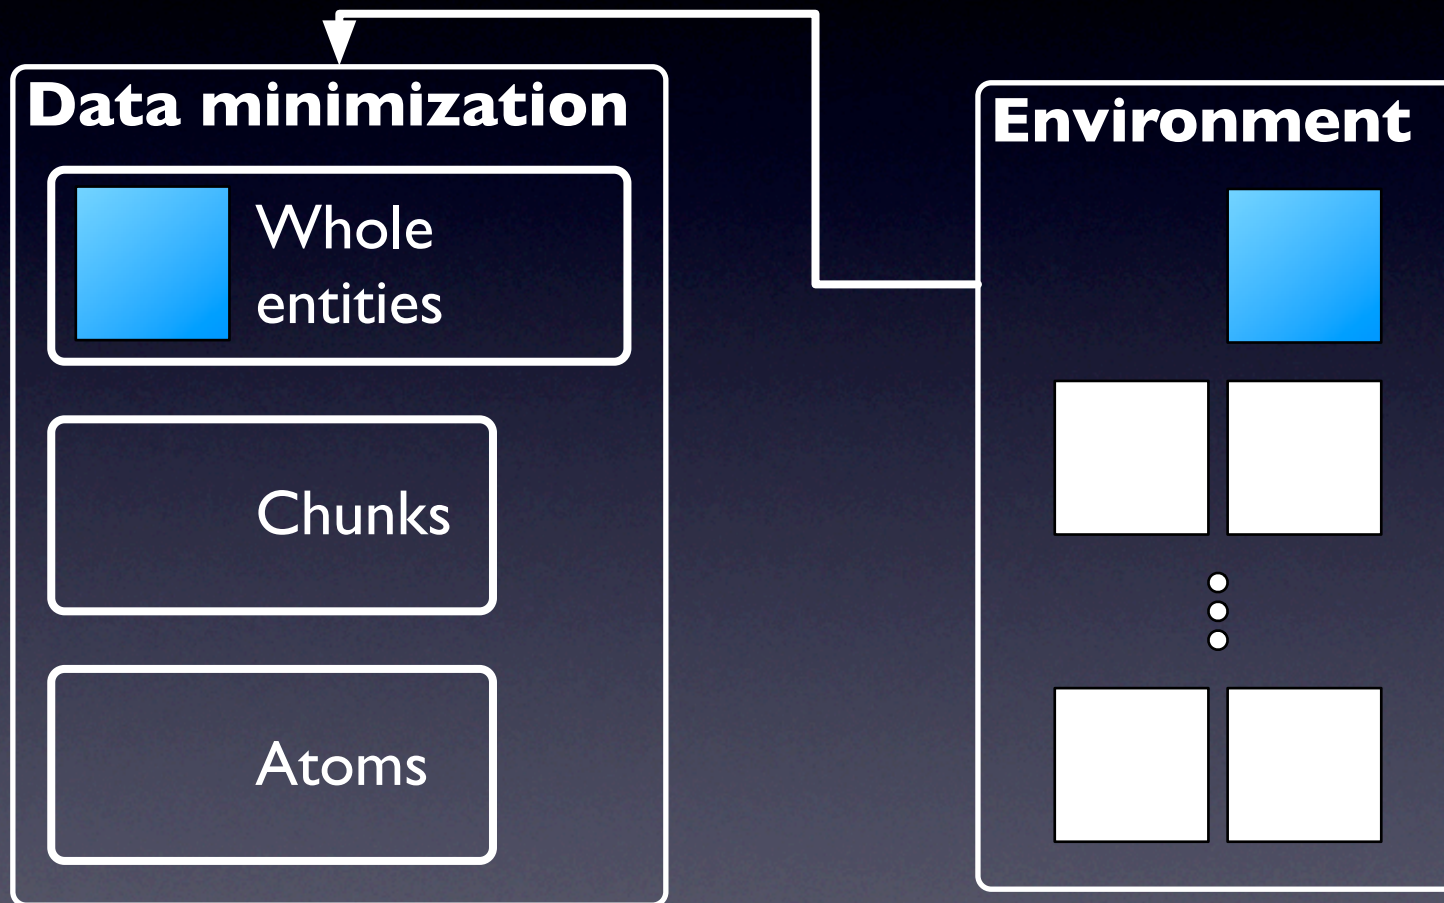 Data minimization
Whole
entities
Chunks
Atoms
Environment